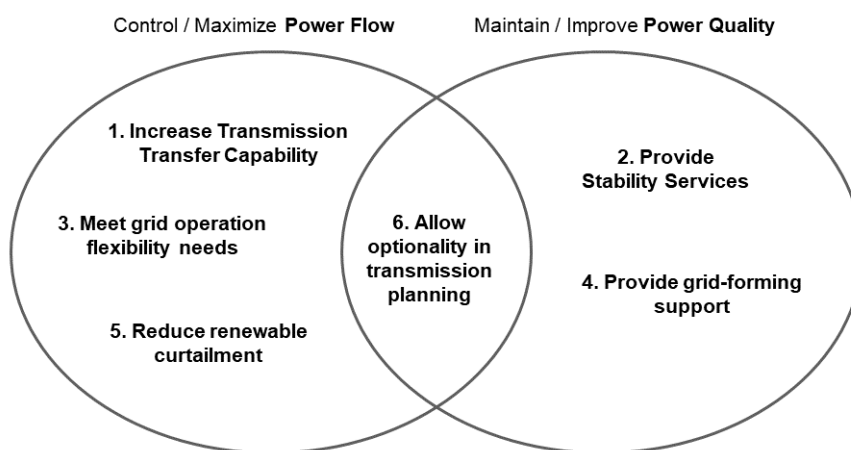 Control / Maximize Power Flow
Maintain / Improve Power Quality
1. Increase Transmission
Transfer Capability
3. Meet grid operation
flexibility needs
5. Reduce renewable
curtailment
6. Allow
optionality in
transmission
planning
2. Provide
Stability Services
4. Provide grid-forming
support